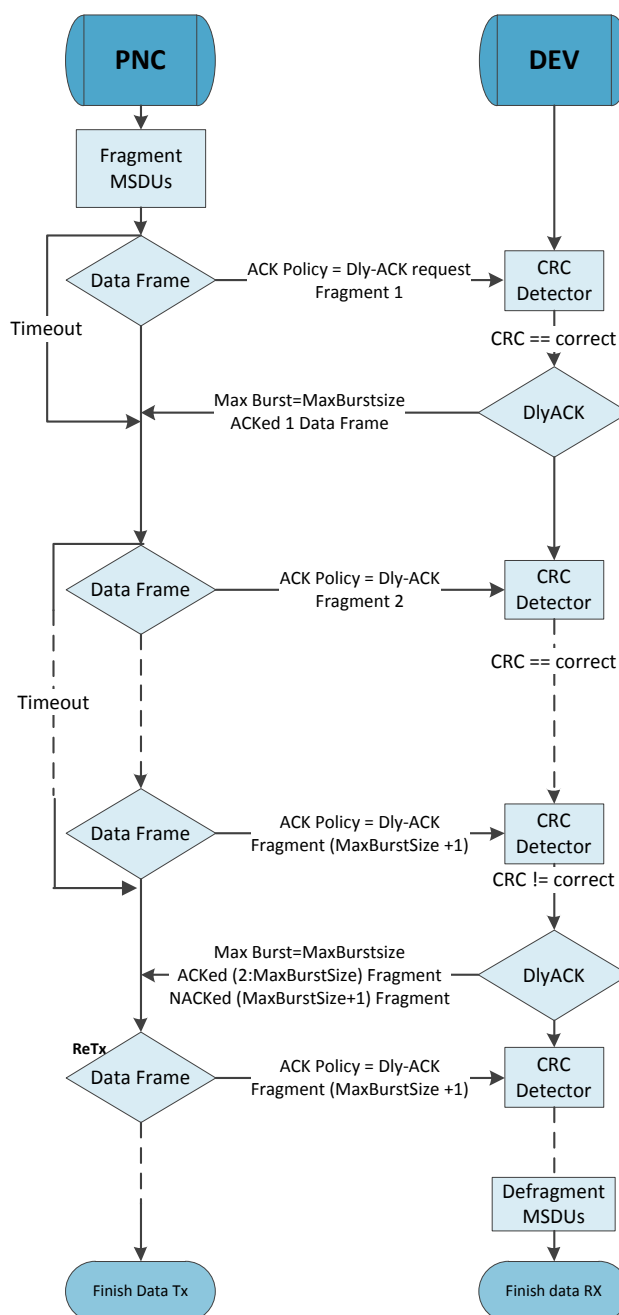 PNC
DEV
Fragment
MSDUs
Data Frame
ACK Policy = Dly-ACK request
Fragment 1
CRC
Detector
Timeout
CRC == correct
Max Burst=MaxBurstsize
ACKed 1 Data Frame
DlyACK
Data Frame
ACK Policy = Dly-ACK
Fragment 2
CRC
Detector
CRC == correct
Timeout
Data Frame
ACK Policy = Dly-ACK
Fragment (MaxBurstSize +1)
CRC
Detector
CRC != correct
Max Burst=MaxBurstsize
ACKed (2:MaxBurstSize) Fragment
NACKed (MaxBurstSize+1) Fragment
DlyACK
ReTx
Data Frame
ACK Policy = Dly-ACK
Fragment (MaxBurstSize +1)
CRC
Detector
Defragment
MSDUs
Finish Data Tx
Finish data RX